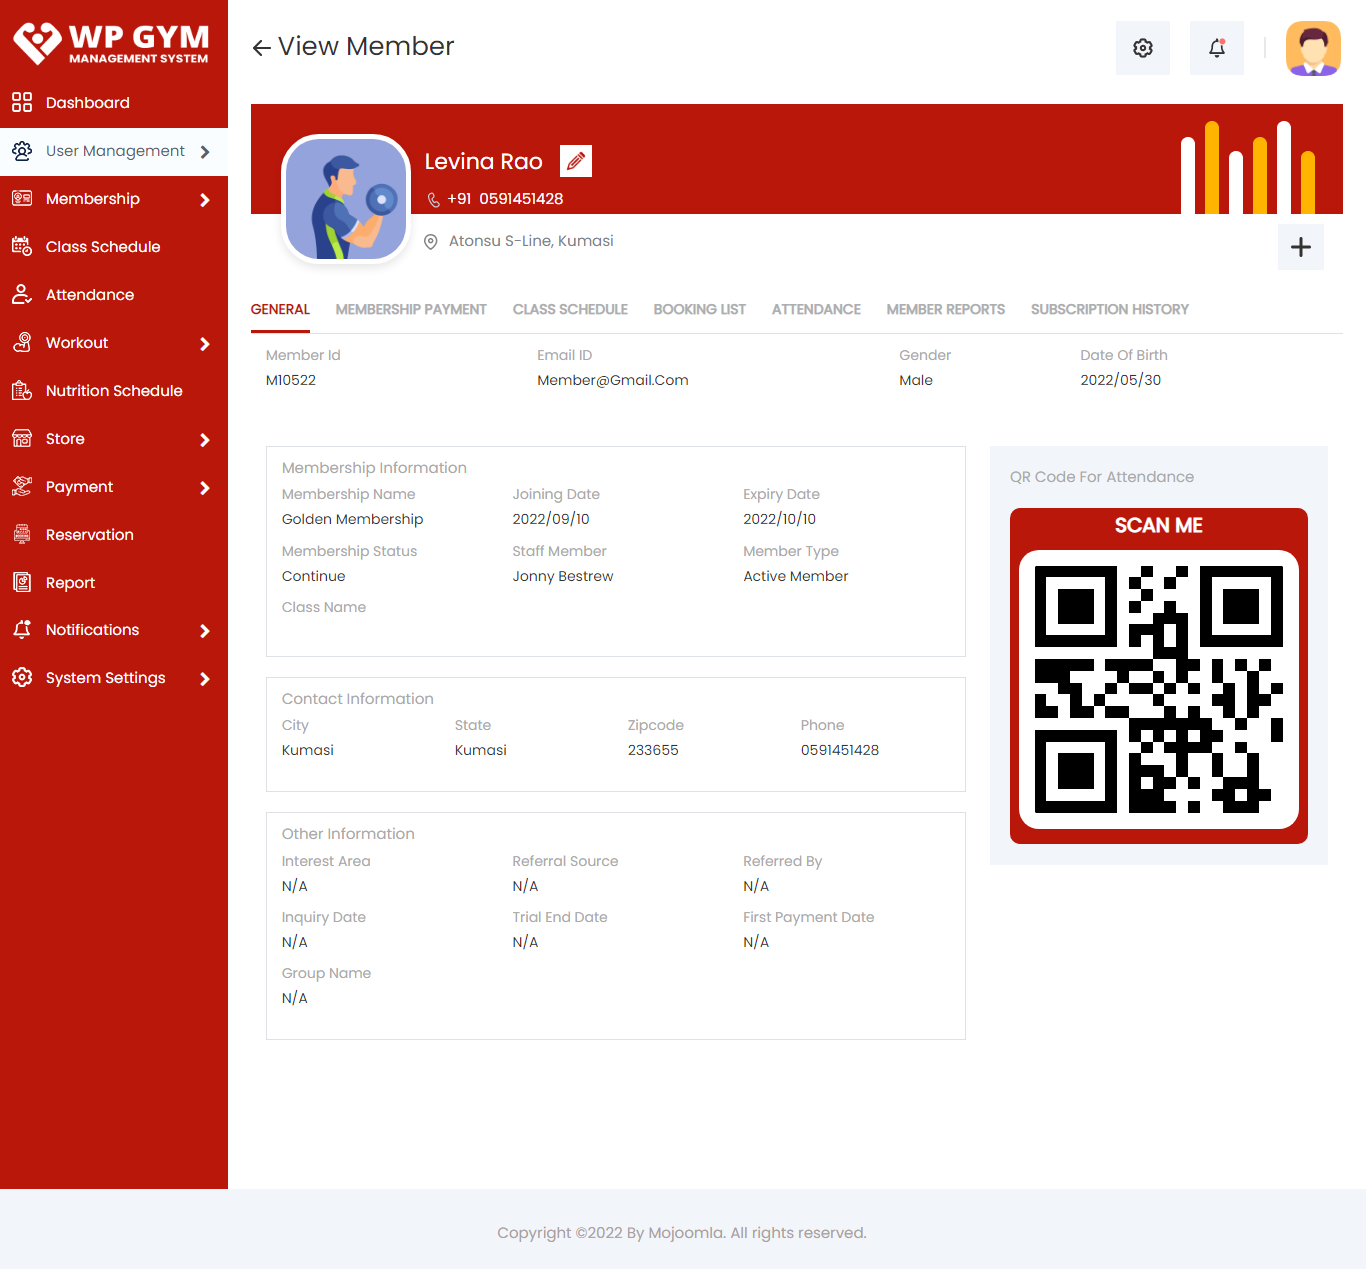 WP GYM
MANAGEMENT SYSTEM
Dashboard
User Management
Membership
Class Schedule
Attendance
Workout
Nutrition Schedule
Store
Payment
Reservation
Report
Notifications
System Settings
View Member
Levina Rao
+91 0591451428
Atonsu S-Line, Kumasi
GENERAL MEMBERSHIP PAYMENT CLASS SCHEDULE BOOKING LIST ATTENDANCE MEMBER REPORTS SUBSCRIPTION HISTORY
Member Id Email ID Gender Date Of Birth
M10522 Member@Gmail.Com Male 2022/05/30
Membership Information
Membership Name Joining Date Expiry Date
Golden Membership 2022/09/10 2022/10/10
Membership Status Staff Member Member Type
Continue Jonny Bestrew Active Member
Class Name
Contact Information
City State Zipcode Phone
Kumasi Kumasi 233655 0591451428
Other Information
Interest Area Referral Source Referred By
N/A N/A N/A
Inquiry Date Trial End Date First Payment Date
N/A N/A N/A
Group Name
N/A
QR Code For Attendance
SCAN ME
Copyright ©2022 By Mojoomla. All rights reserved.